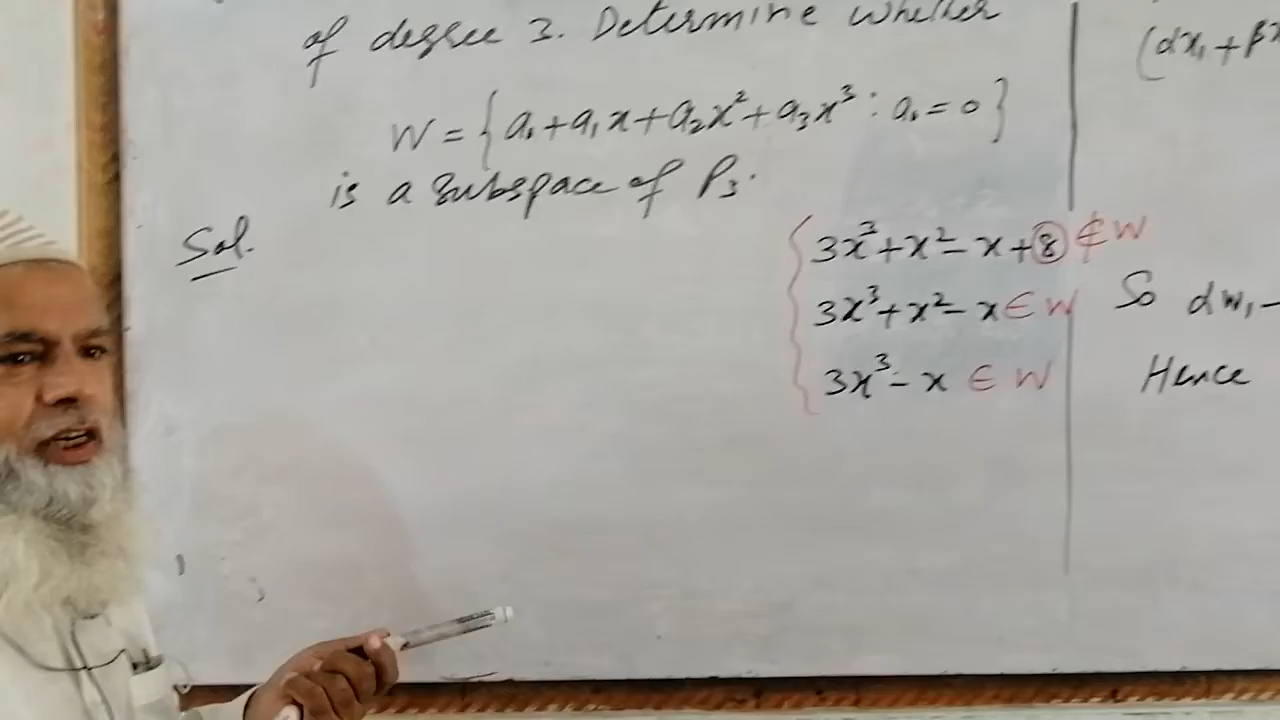 of degree 3. Determine whether
W = { a₀ + a₁x + a₂x² + a₃x³ : a₀ = 0 }
is a subspace of P₃.
Sol.
3x³ + x² - x + 8 ∉ W
3x³ + x² - x ∈ W
3x³ - x ∈ W
(αx₁ + βx
So αw₁ -
Hence